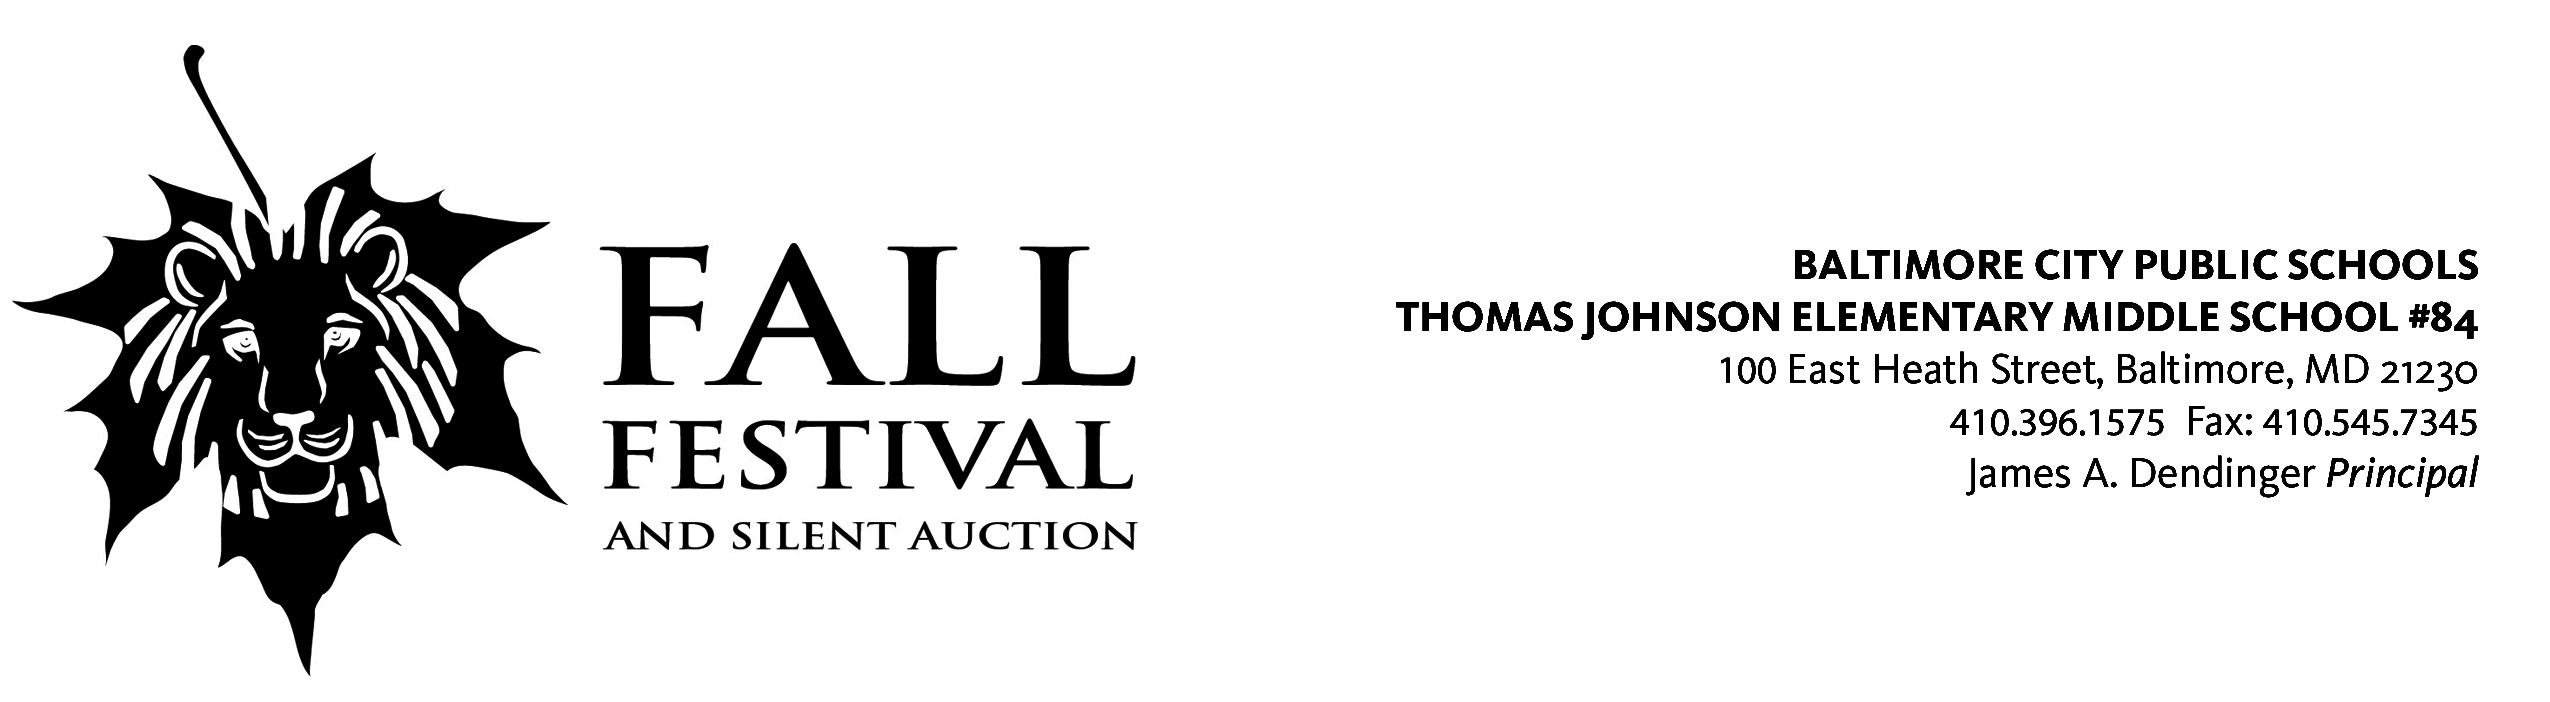 FALL
FESTIVAL
AND SILENT AUCTION
BALTIMORE CITY PUBLIC SCHOOLS
THOMAS JOHNSON ELEMENTARY MIDDLE SCHOOL #84
100 East Heath Street, Baltimore, MD 21230
410.396.1575 Fax: 410.545.7345
James A. Dendinger Principal